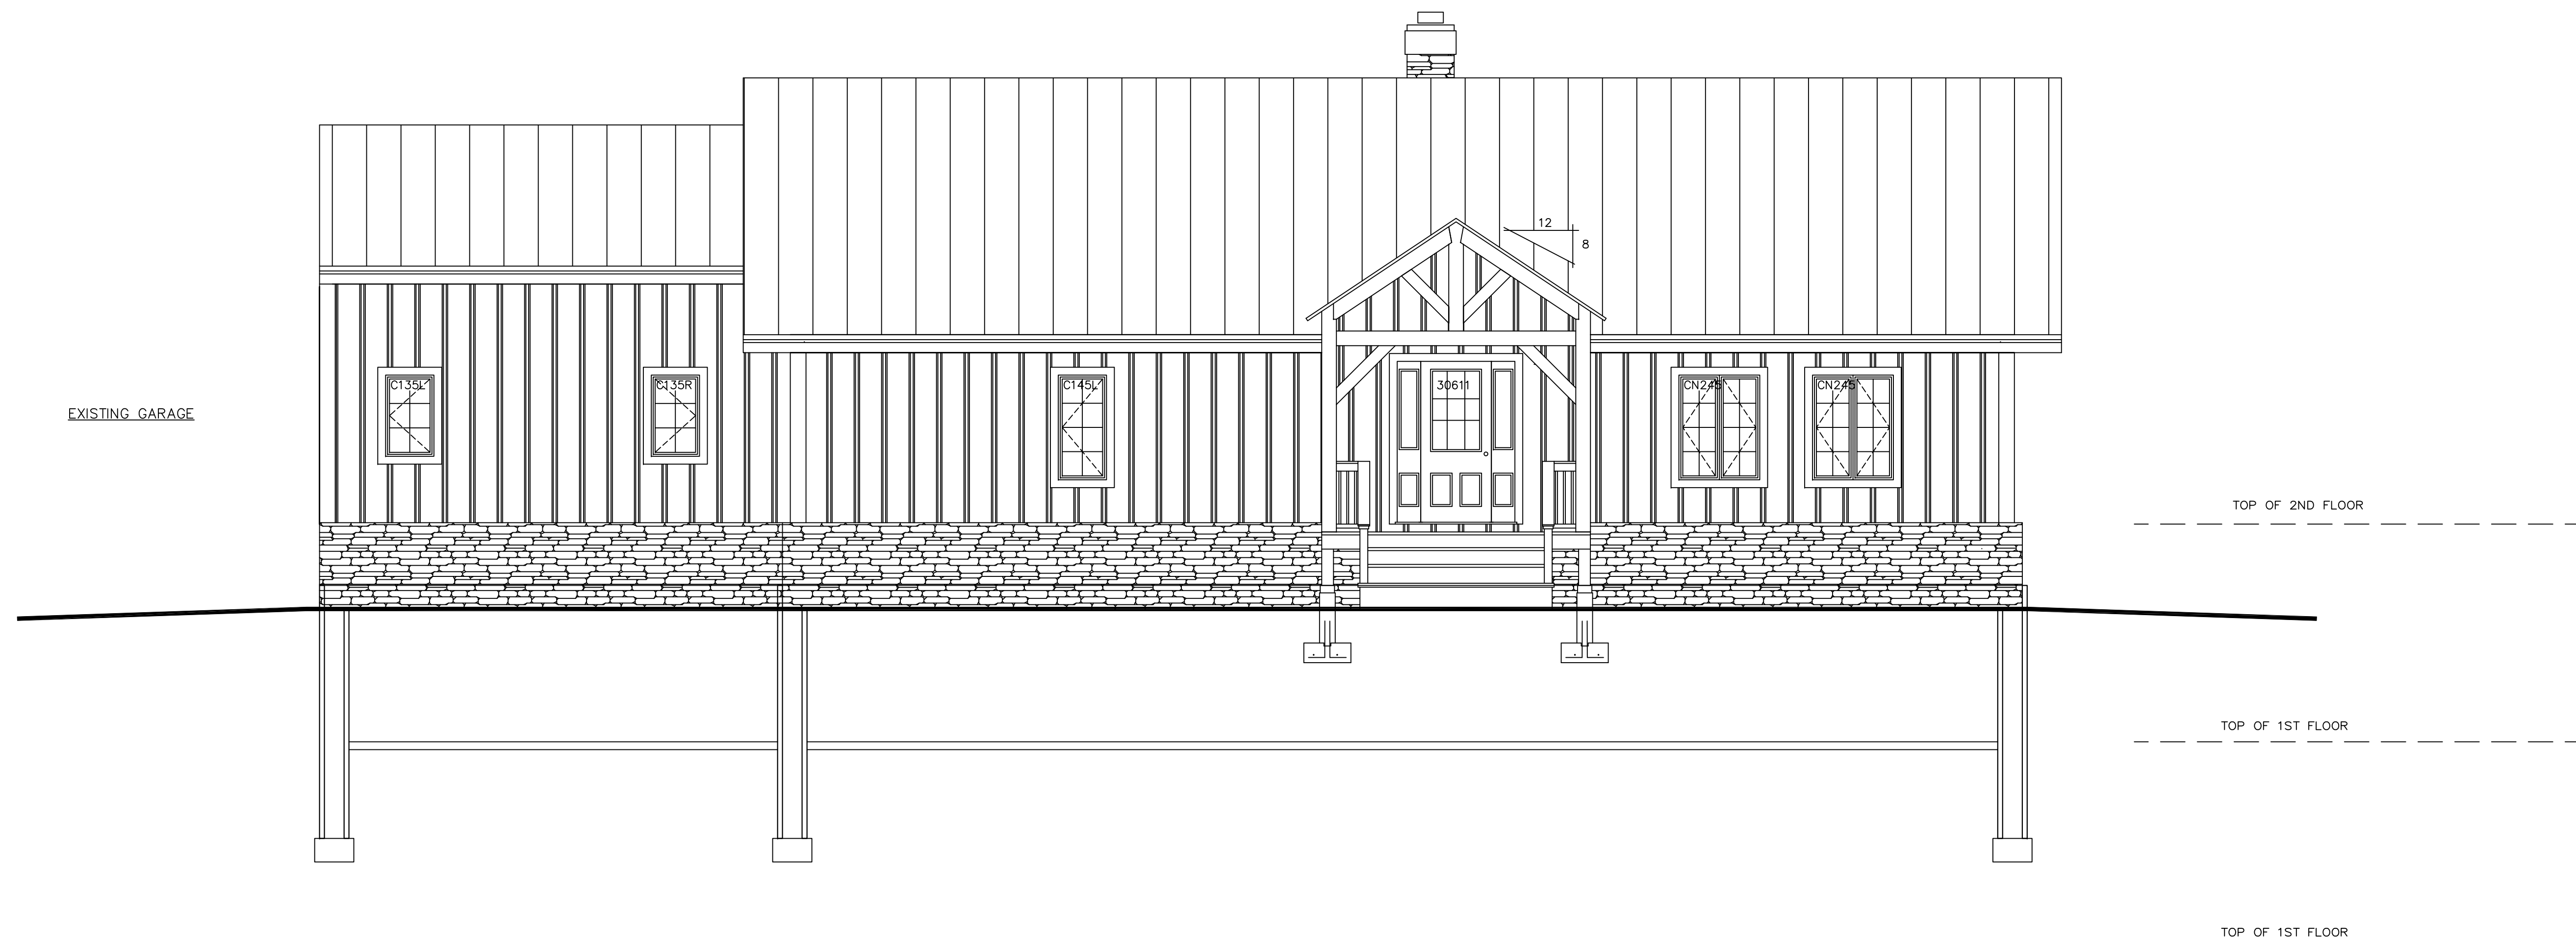 12
8
C135L
C135R
C145L
30611
CN245
CN245
EXISTING GARAGE
TOP OF 2ND FLOOR
TOP OF 1ST FLOOR
TOP OF 1ST FLOOR